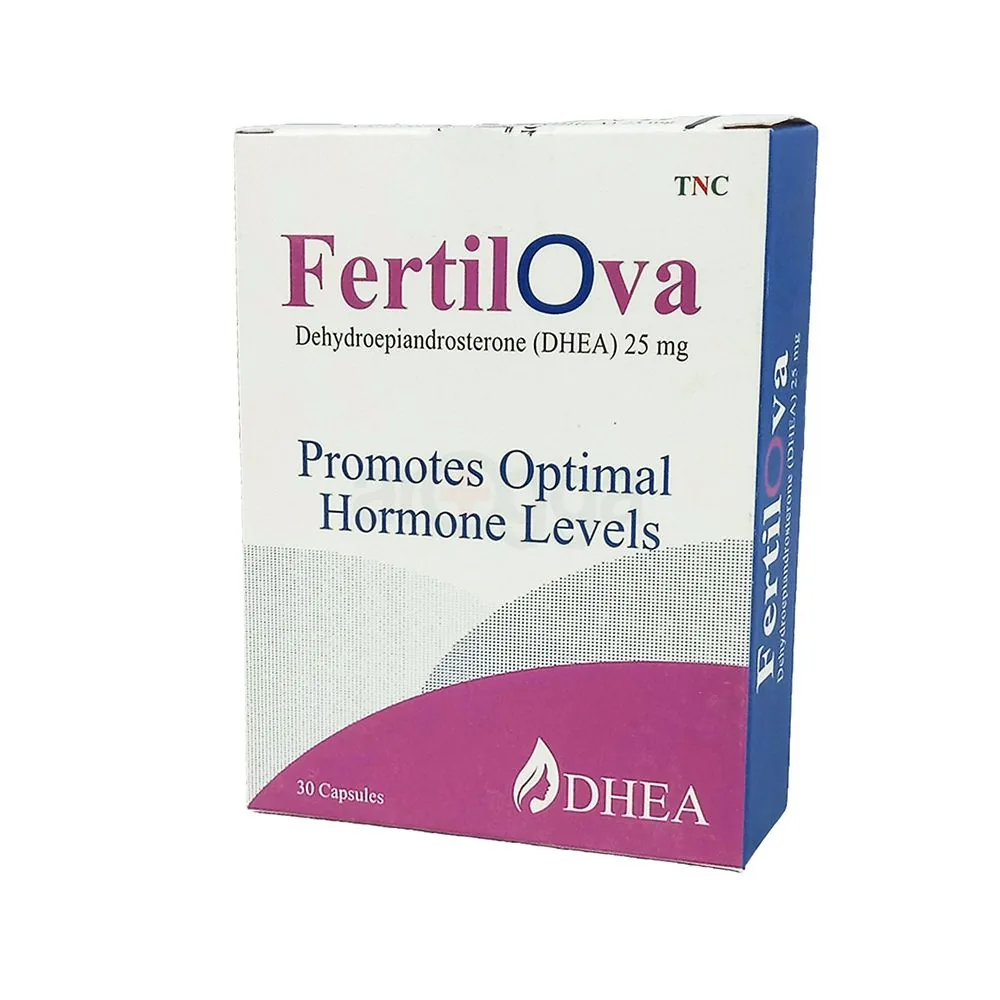 TNC
FertilOva
Dehydroepiandrosterone (DHEA) 25 mg
Promotes Optimal
Hormone Levels
30 Capsules
DHEA
FertilOva
Dehydroepiandrosterone (DHEA) 25 mg